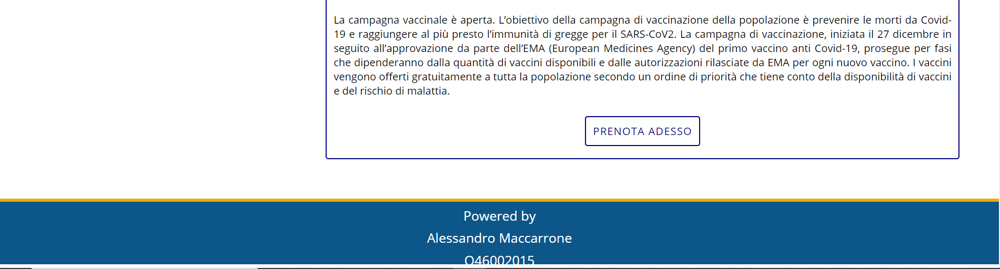 La campagna vaccinale è aperta. L’obiettivo della campagna di vaccinazione della popolazione è prevenire le morti da Covid-
19 e raggiungere al più presto l’immunità di gregge per il SARS-CoV2. La campagna di vaccinazione, iniziata il 27 dicembre in
seguito all’approvazione da parte dell’EMA (European Medicines Agency) del primo vaccino anti Covid-19, prosegue per fasi
che dipenderanno dalla quantità di vaccini disponibili e dalle autorizzazioni rilasciate da EMA per ogni nuovo vaccino. I vaccini
vengono offerti gratuitamente a tutta la popolazione secondo un ordine di priorità che tiene conto della disponibilità di vaccini
e del rischio di malattia.
PRENOTA ADESSO
Powered by
Alessandro Maccarrone
O46002015